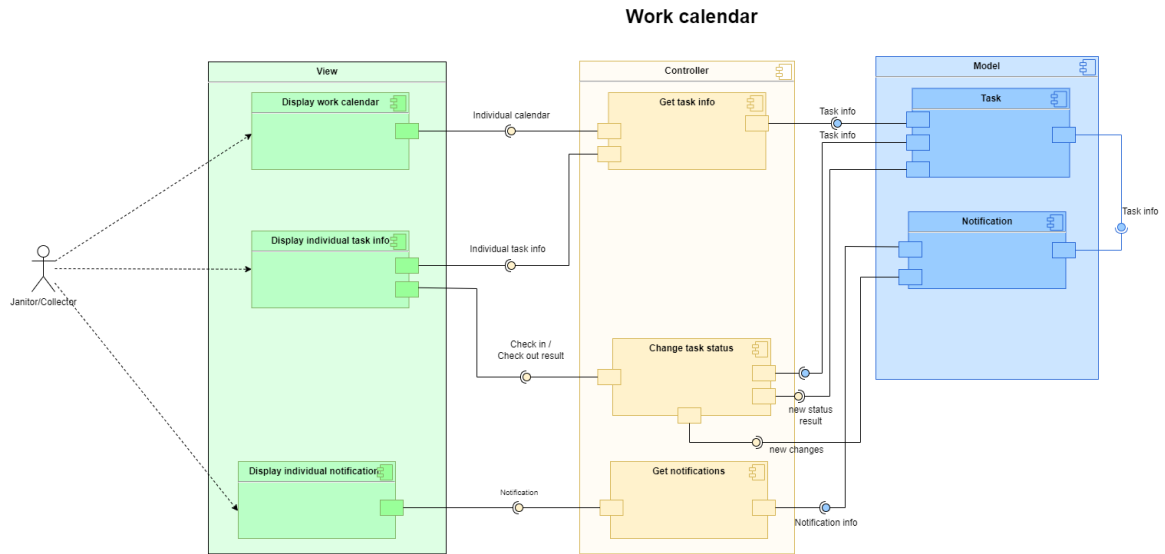 Work calendar
View
Controller
Model
Display work calendar
Get task info
Task
Individual calendar
Task info
Task info
Display individual task info
Individual task info
Notification
Task info
Janitor/Collector
Check in /
Check out result
Change task status
new status
result
new changes
Display individual notification
Get notifications
Notification
Notification info